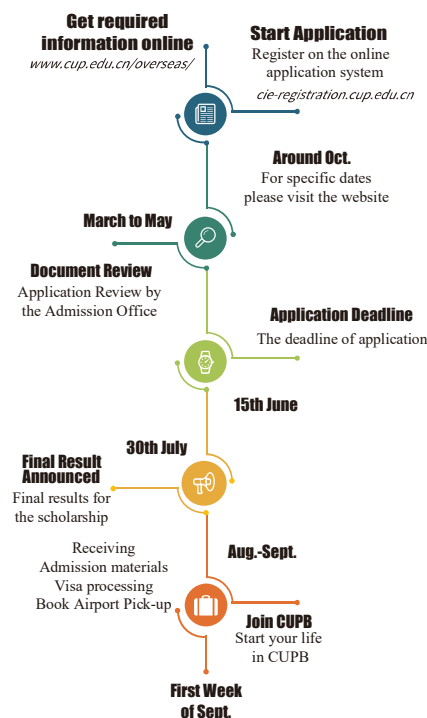 Get required
information online
www.cup.edu.cn/overseas/
Start Application
Register on the online
application system
cie-registration.cup.edu.cn
Around Oct.
For specific dates
please visit the website
March to May
Document Review
Application Review by
the Admission Office
Application Deadline
The deadline of application
15th June
30th July
Final Result
Announced
Final results for
the scholarship
Aug.-Sept.
Receiving
Admission materials
Visa processing
Book Airport Pick-up
Join CUPB
Start your life
in CUPB
First Week
of Sept.